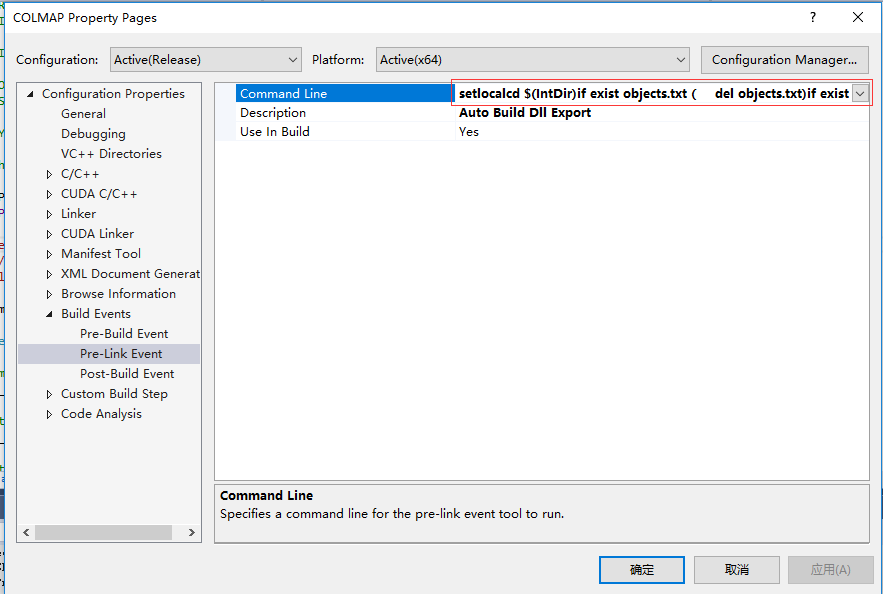 COLMAP Property Pages
?
Configuration: Active(Release) Platform: Active(x64) Configuration Manager...
Configuration Properties
General
Debugging
VC++ Directories
C/C++
CUDA C/C++
Linker
CUDA Linker
Manifest Tool
XML Document Generat
Browse Information
Build Events
Pre-Build Event
Pre-Link Event
Post-Build Event
Custom Build Step
Code Analysis
Command Line setlocalcd $(IntDir)if exist objects.txt ( del objects.txt)if exist
Description Auto Build Dll Export
Use In Build Yes
Command Line
Specifies a command line for the pre-link event tool to run.
确定 取消 应用(A)